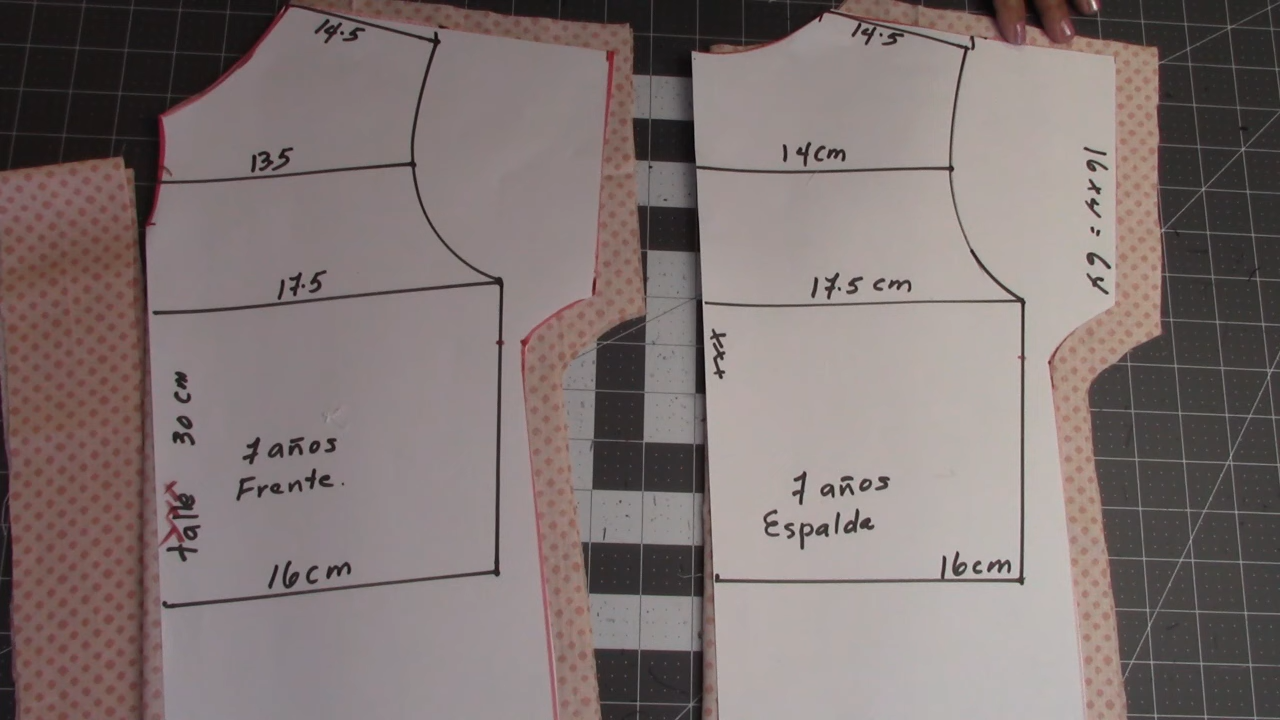 14.5
13.5
17.5
talle 30 cm
7 años
Frente.
16cm
14.5
14cm
17.5 cm
7 años
Espalda
16cm